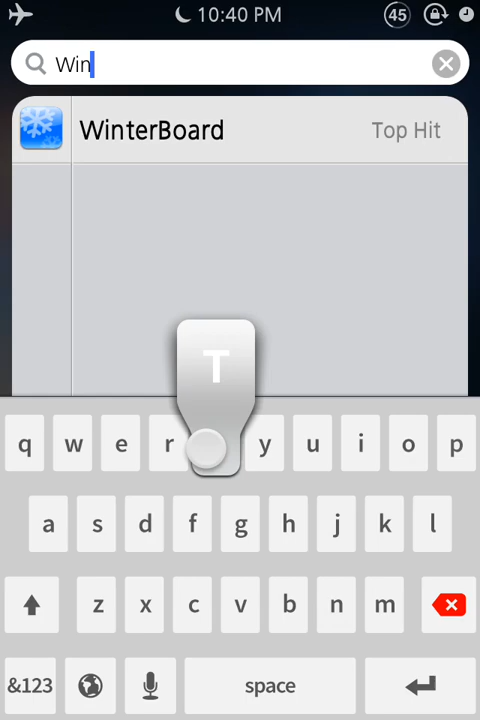 10:40 PM 45
Win
WinterBoard Top Hit
T
q w e r y u i o p
a s d f g h j k l
z x c v b n m
&123 space